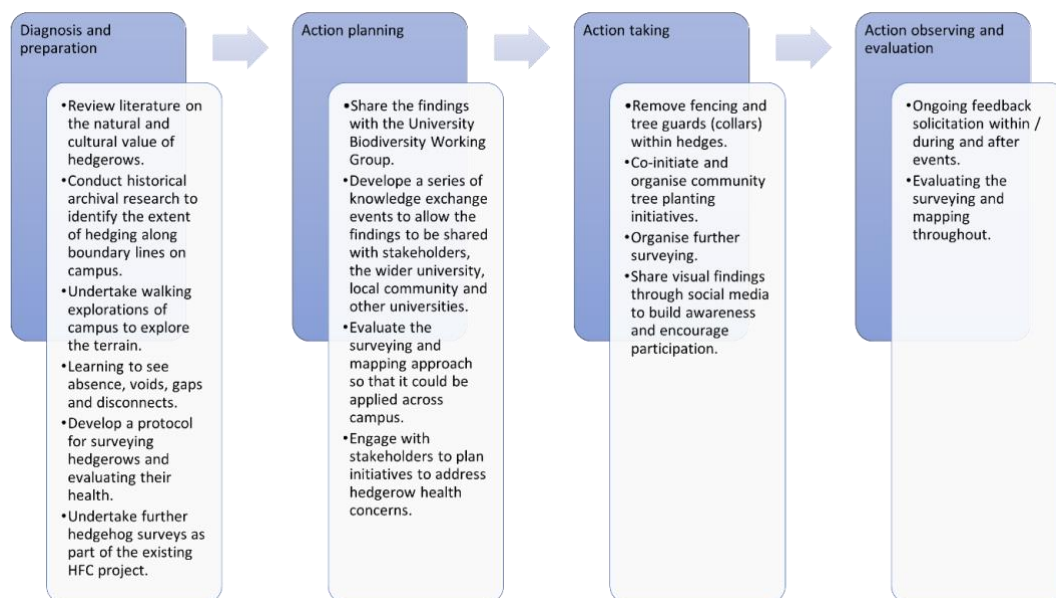 Diagnosis and
preparation
•Review literature on
the natural and
cultural value of
hedgerows.
•Conduct historical
archival research to
identify the extent
of hedging along
boundary lines on
campus.
•Undertake walking
explorations of
campus to explore
the terrain.
•Learning to see
absence, voids, gaps
and disconnects.
•Develop a protocol
for surveying
hedgerows and
evaluating their
health.
•Undertake further
hedgehog surveys as
part of the existing
HFC project.
Action planning
•Share the findings
with the University
Biodiversity Working
Group.
•Develope a series of
knowledge exchange
events to allow the
findings to be shared
with stakeholders,
the wider university,
local community and
other universities.
•Evaluate the
surveying and
mapping approach
so that it could be
applied across
campus.
•Engage with
stakeholders to plan
initiatives to address
hedgerow health
concerns.
Action taking
•Remove fencing and
tree guards (collars)
within hedges.
•Co-initiate and
organise community
tree planting
initiatives.
•Organise further
surveying.
•Share visual findings
through social media
to build awareness
and encourage
participation.
Action observing and
evaluation
•Ongoing feedback
solicitation within /
during and after
events.
•Evaluating the
surveying and
mapping
throughout.